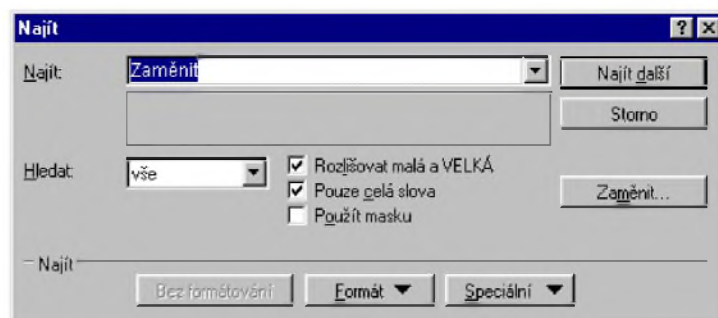 Najít
Najít: Zaměnit Najít další
Storno
Hledat: vše Rozlišovat malá a VELKÁ
Pouze celá slova Zaměnit...
Použít masku
Najít
Bez formátování Formát Speciální